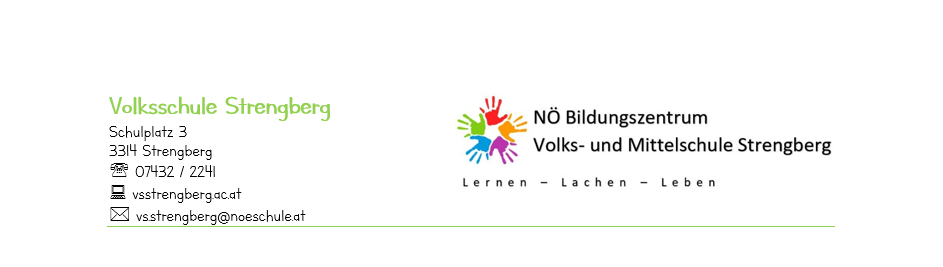 Volksschule Strengberg
Schulplatz 3
3314 Strengberg
☏ 07432 / 2241
vsstrengberg.ac.at
vs.strengberg@noeschule.at
NÖ Bildungszentrum
Volks- und Mittelschule Strengberg
Lernen – Lachen – Leben